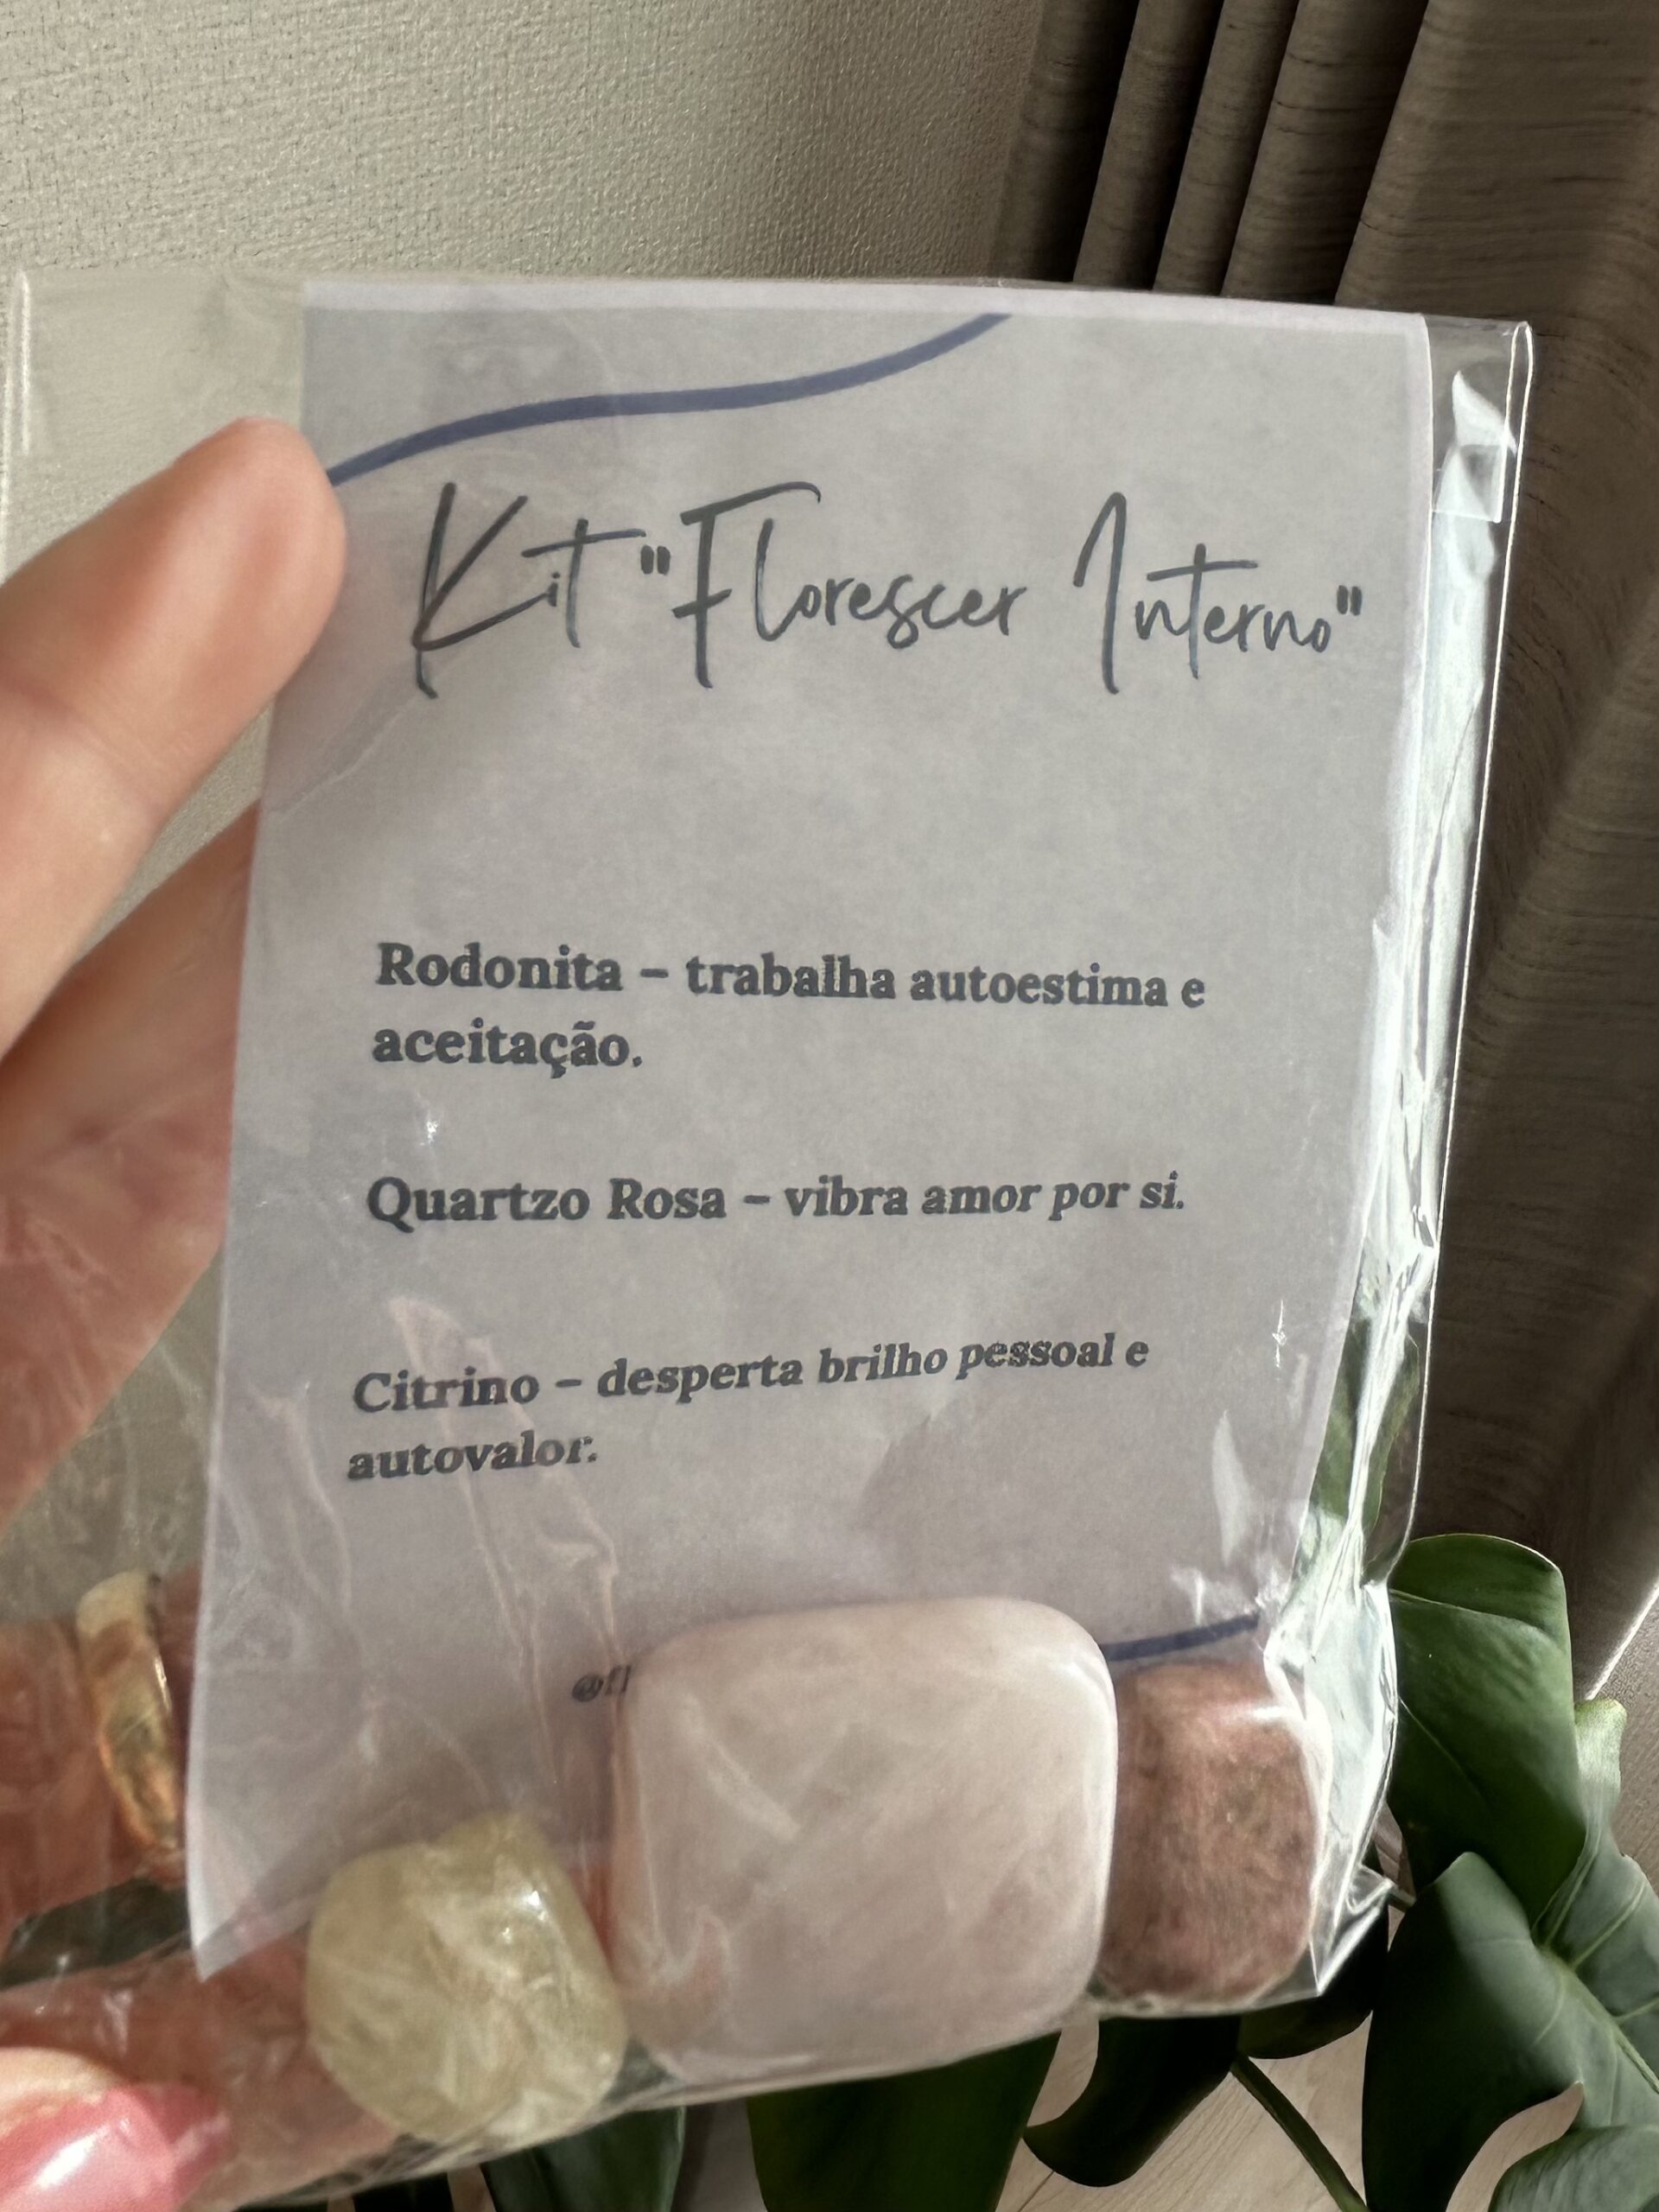 Kit "Florescer Interno"
Rodonita – trabalha autoestima e
aceitação.
Quartzo Rosa – vibra amor por si.
Citrino – desperta brilho pessoal e
autovalor.